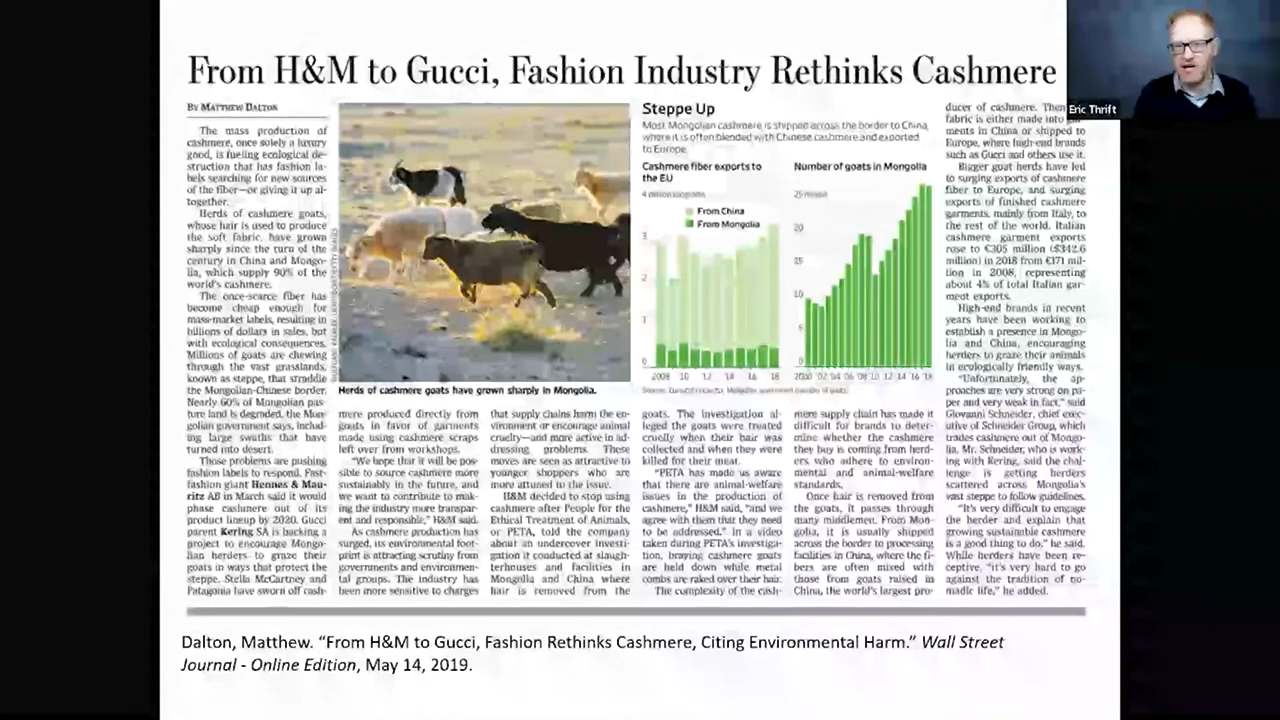 From H&M to Gucci, Fashion Industry Rethinks Cashmere
BY MATTHEW DALTON
The mass production of
cashmere, once solely a luxury
good, is fueling ecological de-
struction that has fashion la-
bels searching for new sources
of the fiber—or giving it up al-
together.
Herds of cashmere goats,
whose hair is used to produce
the soft fabric, have grown
sharply since the turn of the
century in China and Mongo-
lia, which supply 90% of the
world's cashmere.
The once-scarce fiber has
become cheap enough for
mass-market labels, resulting in
billions of dollars in sales, but
with ecological consequences.
Millions of goats are chewing
through the vast grasslands,
known as steppe, that straddle
the Mongolian-Chinese border.
Nearly 60% of Mongolian pas-
ture land is degraded, the Mon-
golian government says, includ-
ing large swaths that have
turned into desert.
Those problems are pushing
fashion labels to respond. Fast-
fashion giant Hennes & Mau-
ritz AB in March said it would
phase cashmere out of its
product lineup by 2020. Gucci
parent Kering SA is backing a
project to encourage Mongo-
lian herders to graze their
goats in ways that protect the
steppe. Stella McCartney and
Patagonia have sworn off cash-
Herds of cashmere goats have grown sharply in Mongolia.
mere produced directly from
goats in favor of garments
made using cashmere scraps
left over from workshops.
"We hope that it will be pos-
sible to source cashmere more
sustainably in the future, and
we want to contribute to mak-
ing the industry more transpar-
ent and responsible," H&M said.
As cashmere production has
surged, its environmental foot-
print is attracting scrutiny from
governments and environmen-
tal groups. The industry has
been more sensitive to charges
that supply chains harm the en-
vironment or encourage animal
cruelty—and more active in ad-
dressing problems. These
moves are seen as attractive to
younger shoppers who are
more attuned to the issue.
H&M decided to stop using
cashmere after People for the
Ethical Treatment of Animals,
or PETA, told the company
about an undercover investi-
gation it conducted at slaugh-
terhouses and facilities in
Mongolia and China where
hair is removed from the
Steppe Up
Most Mongolian cashmere is shipped across the border to China,
where it is often blended with Chinese cashmere and exported
to Europe.
Cashmere fiber exports to
the EU
4 million kilograms
From China
From Mongolia
3
2
1
0
2008 '10 '12 '14 '16 '18
Number of goats in Mongolia
25 million
20
15
10
5
0
2000 '02 '04 '06 '08 '10 '12 '14 '16 '18
goats. The investigation al-
leged the goats were treated
cruelly when their hair was
collected and when they were
killed for their meat.
"PETA has made us aware
that there are animal-welfare
issues in the production of
cashmere," H&M said, "and we
agree with them that they need
to be addressed." In a video
taken during PETA's investiga-
tion, braying cashmere goats
are held down while metal
combs are raked over their hair.
The complexity of the cash-
mere supply chain has made it
difficult for brands to deter-
mine whether the cashmere
they buy is coming from herd-
ers who adhere to environ-
mental and animal-welfare
standards.
Once hair is removed from
the goats, it passes through
many middlemen. From Mon-
golia, it is usually shipped
across the border to processing
facilities in China, where the fi-
bers are often mixed with
those from goats raised in
China, the world's largest pro-
ducer of cashmere. Then
fabric is either made into
ments in China or shipped to
Europe, where high-end brands
such as Gucci and others use it.
Bigger goat herds have led
to surging exports of cashmere
fiber to Europe, and surging
exports of finished cashmere
garments, mainly from Italy, to
the rest of the world. Italian
cashmere garment exports
rose to €305 million ($342.6
million) in 2018 from €171 mil-
lion in 2008, representing
about 4% of total Italian gar-
ment exports.
High-end brands in recent
years have been working to
establish a presence in Mongo-
lia and China, encouraging
herders to graze their animals
in ecologically friendly ways.
"Unfortunately, the ap-
proaches are very strong on pa-
per and very weak in fact," said
Giovanni Schneider, chief exec-
utive of Schneider Group, which
trades cashmere out of Mongo-
lia. Mr. Schneider, who is work-
ing with Kering, said the chal-
lenge is getting herders
scattered across Mongolia's
vast steppe to follow guidelines.
"It's very difficult to engage
the herder and explain that
growing sustainable cashmere
is a good thing to do," he said.
While herders have been re-
ceptive, "it's very hard to go
against the tradition of no-
madic life," he added.
Eric Thrift
Dalton, Matthew. "From H&M to Gucci, Fashion Rethinks Cashmere, Citing Environmental Harm." Wall Street
Journal - Online Edition, May 14, 2019.